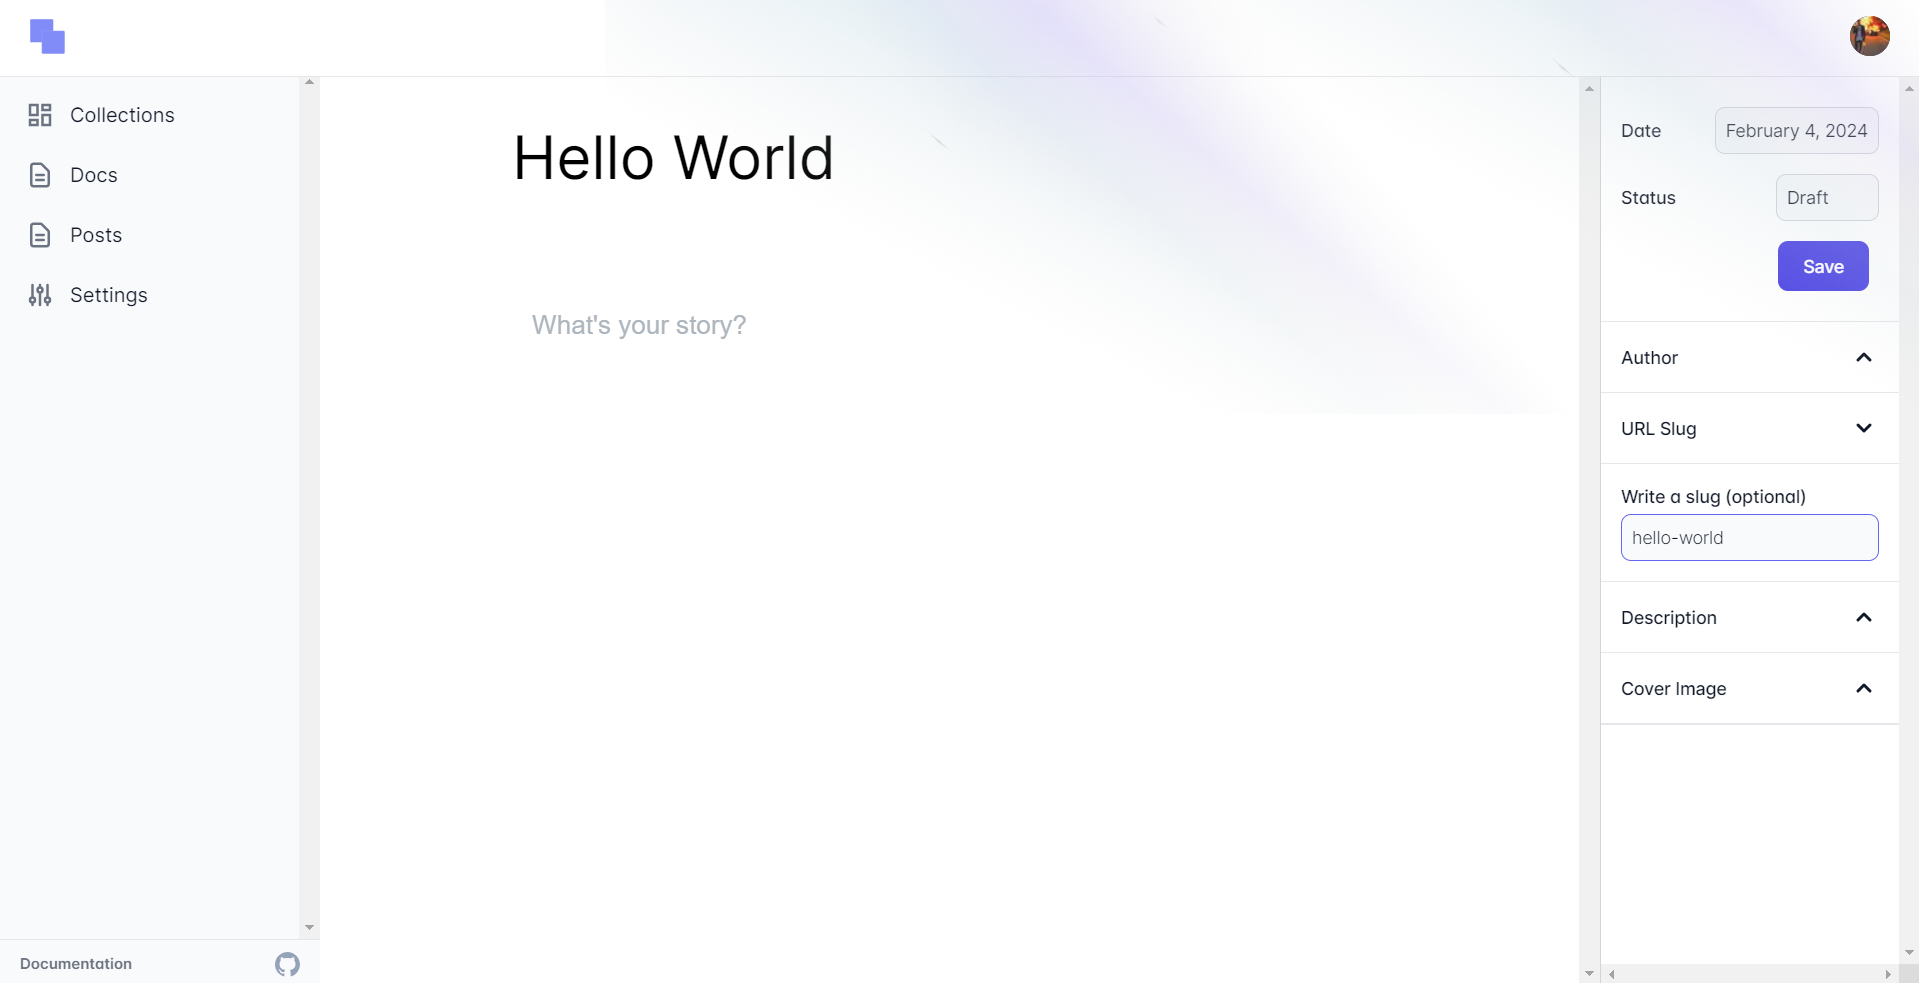 Collections
Docs
Posts
Settings
Documentation
Hello World
What's your story?
Date
February 4, 2024
Status
Draft
Save
Author
URL Slug
Write a slug (optional)
hello-world
Description
Cover Image